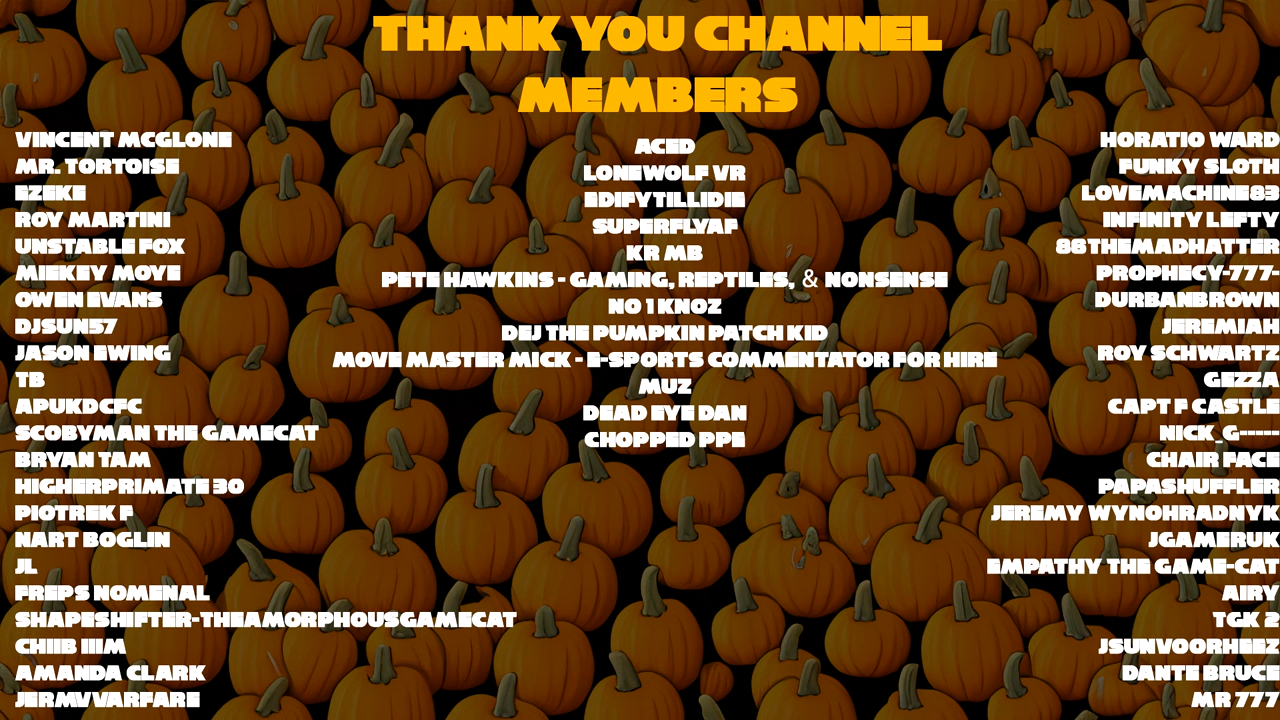 THANK YOU CHANNEL
MEMBERS
VINCENT MCGLONE
MR. TORTOISE
EZEKE
ROY MARTINI
UNSTABLE FOX
MIEKEY MOYE
OWEN EVANS
DJSUN57
JASON EWING
TB
APUKDCFC
SCOBYMAN THE GAMECAT
BRYAN TAM
HIGHERPRIMATE 30
PIOTREK F
NART BOGLIN
JL
FREPS NOMENAL
SHAPESHIFTER-THEAMORPHOUSGAMECAT
CHIIB IIIM
AMANDA CLARK
JERMVVARFARE
ACED
LONEWOLF VR
EDIFYTILLIDIE
SUPERFLYAF
KR MB
PETE HAWKINS - GAMING, REPTILES, & NONSENSE
NO 1 KNOZ
DEJ THE PUMPKIN PATCH KID
MOVE MASTER MICK - E-SPORTS COMMENTATOR FOR HIRE
MUZ
DEAD EYE DAN
CHOPPED PPE
HORATIO WARD
FUNKY SLOTH
LOVEMACHINE83
INFINITY LEFTY
88THEMADHATTER
PROPHECY-777-
DURBANBROWN
JEREMIAH
ROY SCHWARTZ
GEZZA
CAPT F CASTLE
NICK_G-----
CHAIR FACE
PAPASHUFFLER
JEREMY WYNOHRADNYK
JGAMERUK
EMPATHY THE GAME-CAT
AIRY
TGK 2
JSUNVOORHEEZ
DANTE BRUCE
MR 777